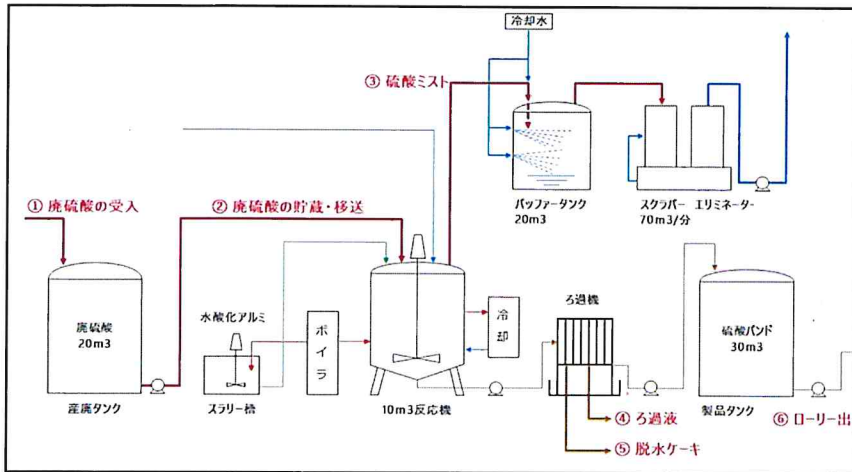 冷却水
③ 硫酸ミスト
バッファータンク
20m3
スクラバー エリミネーター
70m3/分
① 廃硫酸の受入
② 廃硫酸の貯蔵・移送
廃硫酸
20m3
産廃タンク
水酸化アルミ
スラリー槽
ボイラ
10m3反応機
冷却
ろ過機
④ ろ過液
⑤ 脱水ケーキ
硫酸バンド
30m3
製品タンク
⑥ ローリー出